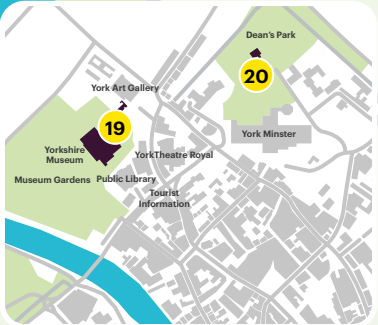 Dean's Park
20
York Art Gallery
19
York Minster
Yorkshire
Museum
YorkTheatre Royal
Museum Gardens
Public Library
Tourist
Information